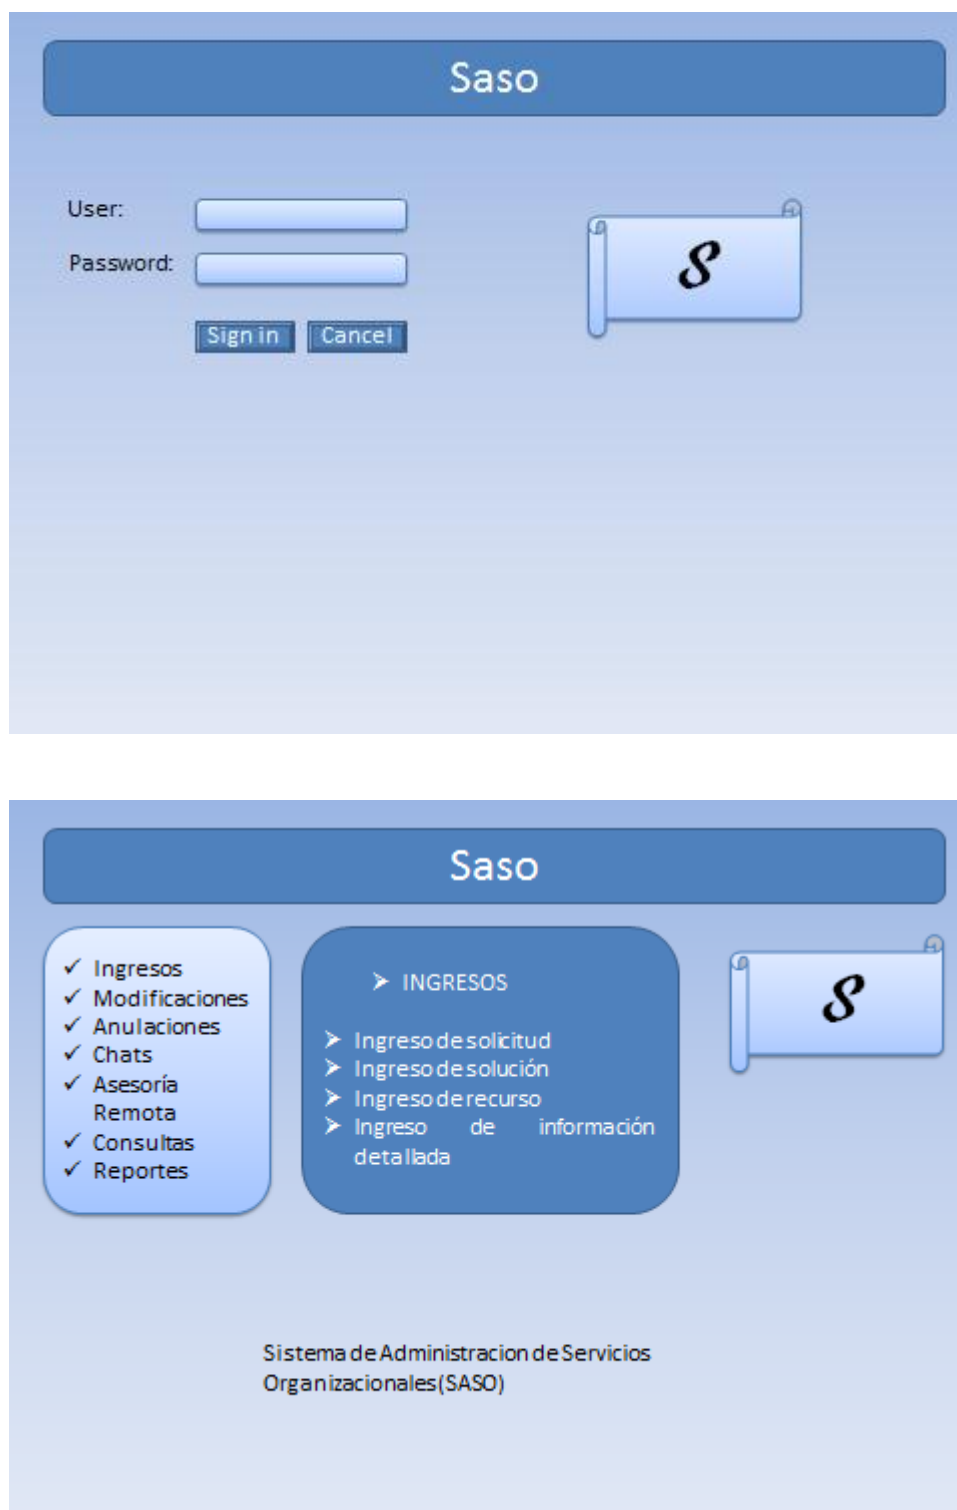 Saso
User:
Password:
Sign in Cancel
S
Saso
Ingresos
Modificaciones
Anulaciones
Chats
Asesoría
Remota
Consultas
Reportes
INGRESOS
Ingreso de solicitud
Ingreso de solución
Ingreso de recurso
Ingreso de información
detallada
S
Sistema de Administracion de Servicios
Organizacionales(SASO)